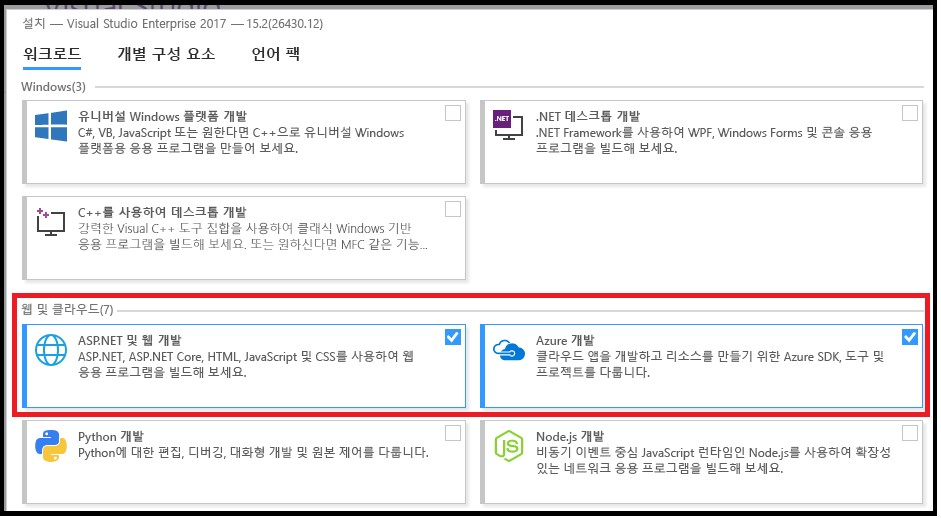 설치 — Visual Studio Enterprise 2017 — 15.2(26430.12)
워크로드 개별 구성 요소 언어 팩
Windows(3)
유니버설 Windows 플랫폼 개발
C#, VB, JavaScript 또는 원한다면 C++으로 유니버설 Windows
플랫폼용 응용 프로그램을 만들어 보세요.
.NET
.NET 데스크톱 개발
.NET Framework를 사용하여 WPF, Windows Forms 및 콘솔 응용
프로그램을 빌드해 보세요.
C++를 사용하여 데스크톱 개발
강력한 Visual C++ 도구 집합을 사용하여 클래식 Windows 기반
응용 프로그램을 빌드해 보세요. 또는 원하신다면 MFC 같은 기능...
웹 및 클라우드(7)
ASP.NET 및 웹 개발
ASP.NET, ASP.NET Core, HTML, JavaScript 및 CSS를 사용하여 웹
응용 프로그램을 빌드해 보세요.
Azure 개발
클라우드 앱을 개발하고 리소스를 만들기 위한 Azure SDK, 도구 및
프로젝트를 다룹니다.
Python 개발
Python에 대한 편집, 디버깅, 대화형 개발 및 원본 제어를 다룹니다.
JS
Node.js 개발
비동기 이벤트 중심 JavaScript 런타임인 Node.js를 사용하여 확장성
있는 네트워크 응용 프로그램을 빌드해 보세요.